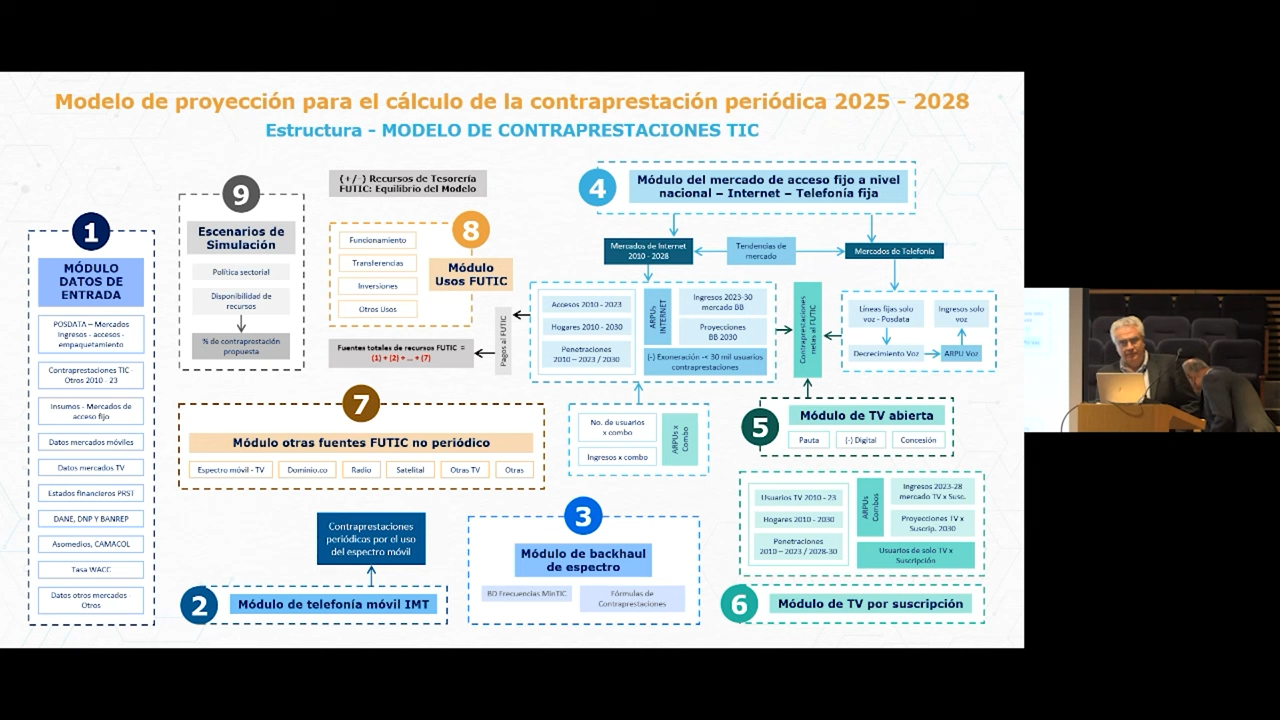 Modelo de proyección para el cálculo de la contraprestación periódica 2025 - 2028
Estructura - MODELO DE CONTRAPRESTACIONES TIC
1
MÓDULO
DATOS DE
ENTRADA
POSDATA – Mercados
Ingresos - accesos -
empaquetamiento
Contraprestaciones TIC -
Otros 2010 - 23
Insumos - Mercados de
acceso fijo
Datos mercados móviles
Datos mercados TV
Estados financieros PRST
DANE, DNP Y BANREP
Asomedios, CAMACOL
Tasa WACC
Datos otros mercados
Otros
9
Escenarios de
Simulación
Política sectorial
Disponibilidad de
recursos
% de contraprestación
propuesta
(+/-) Recursos de Tesorería
FUTIC: Equilibrio del Modelo
8
Módulo
Usos FUTIC
Funcionamiento
Transferencias
Inversiones
Otros Usos
Fuentes totales de recursos FUTIC =
(1) + (2) + ... + (7)
Pagos al FUTIC
4
Módulo del mercado de acceso fijo a nivel
nacional – Internet – Telefonía fija
Mercados de Internet
2010 - 2028
Tendencias de
mercado
Mercados de Telefonía
Accesos 2010 - 2023
Hogares 2010 - 2030
Penetraciones
2010 – 2023 / 2030
ARPUs
INTERNET
Ingresos 2023-30
mercado BB
Proyecciones
BB 2030
(-) Exoneración -< 30 mil usuarios
contraprestaciones
Contraprestaciones
netas al FUTIC
Líneas fijas solo
voz - Posdata
Ingresos solo
voz
Decrecimiento Voz
ARPU Voz
7
Módulo otras fuentes FUTIC no periódico
Espectro móvil - TV
Dominio.co
Radio
Satelital
Otras TV
Otras
No. de usuarios
x combo
Ingresos x combo
ARPUs x
Combo
5
Módulo de TV abierta
Pauta
(-) Digital
Concesión
Contraprestaciones
periódicas por el uso
del espectro móvil
2
Módulo de telefonía móvil IMT
3
Módulo de backhaul
de espectro
BD Frecuencias MinTIC
Fórmulas de
Contraprestaciones
Usuarios TV 2010 - 23
Hogares 2010 - 2030
Penetraciones
2010 – 2023 / 2028-30
ARPUs
Combos
Ingresos 2023-28
mercado TV x Susc.
Proyecciones TV x
Suscrip. 2030
Usuarios de solo TV x
Suscripción
6
Módulo de TV por suscripción